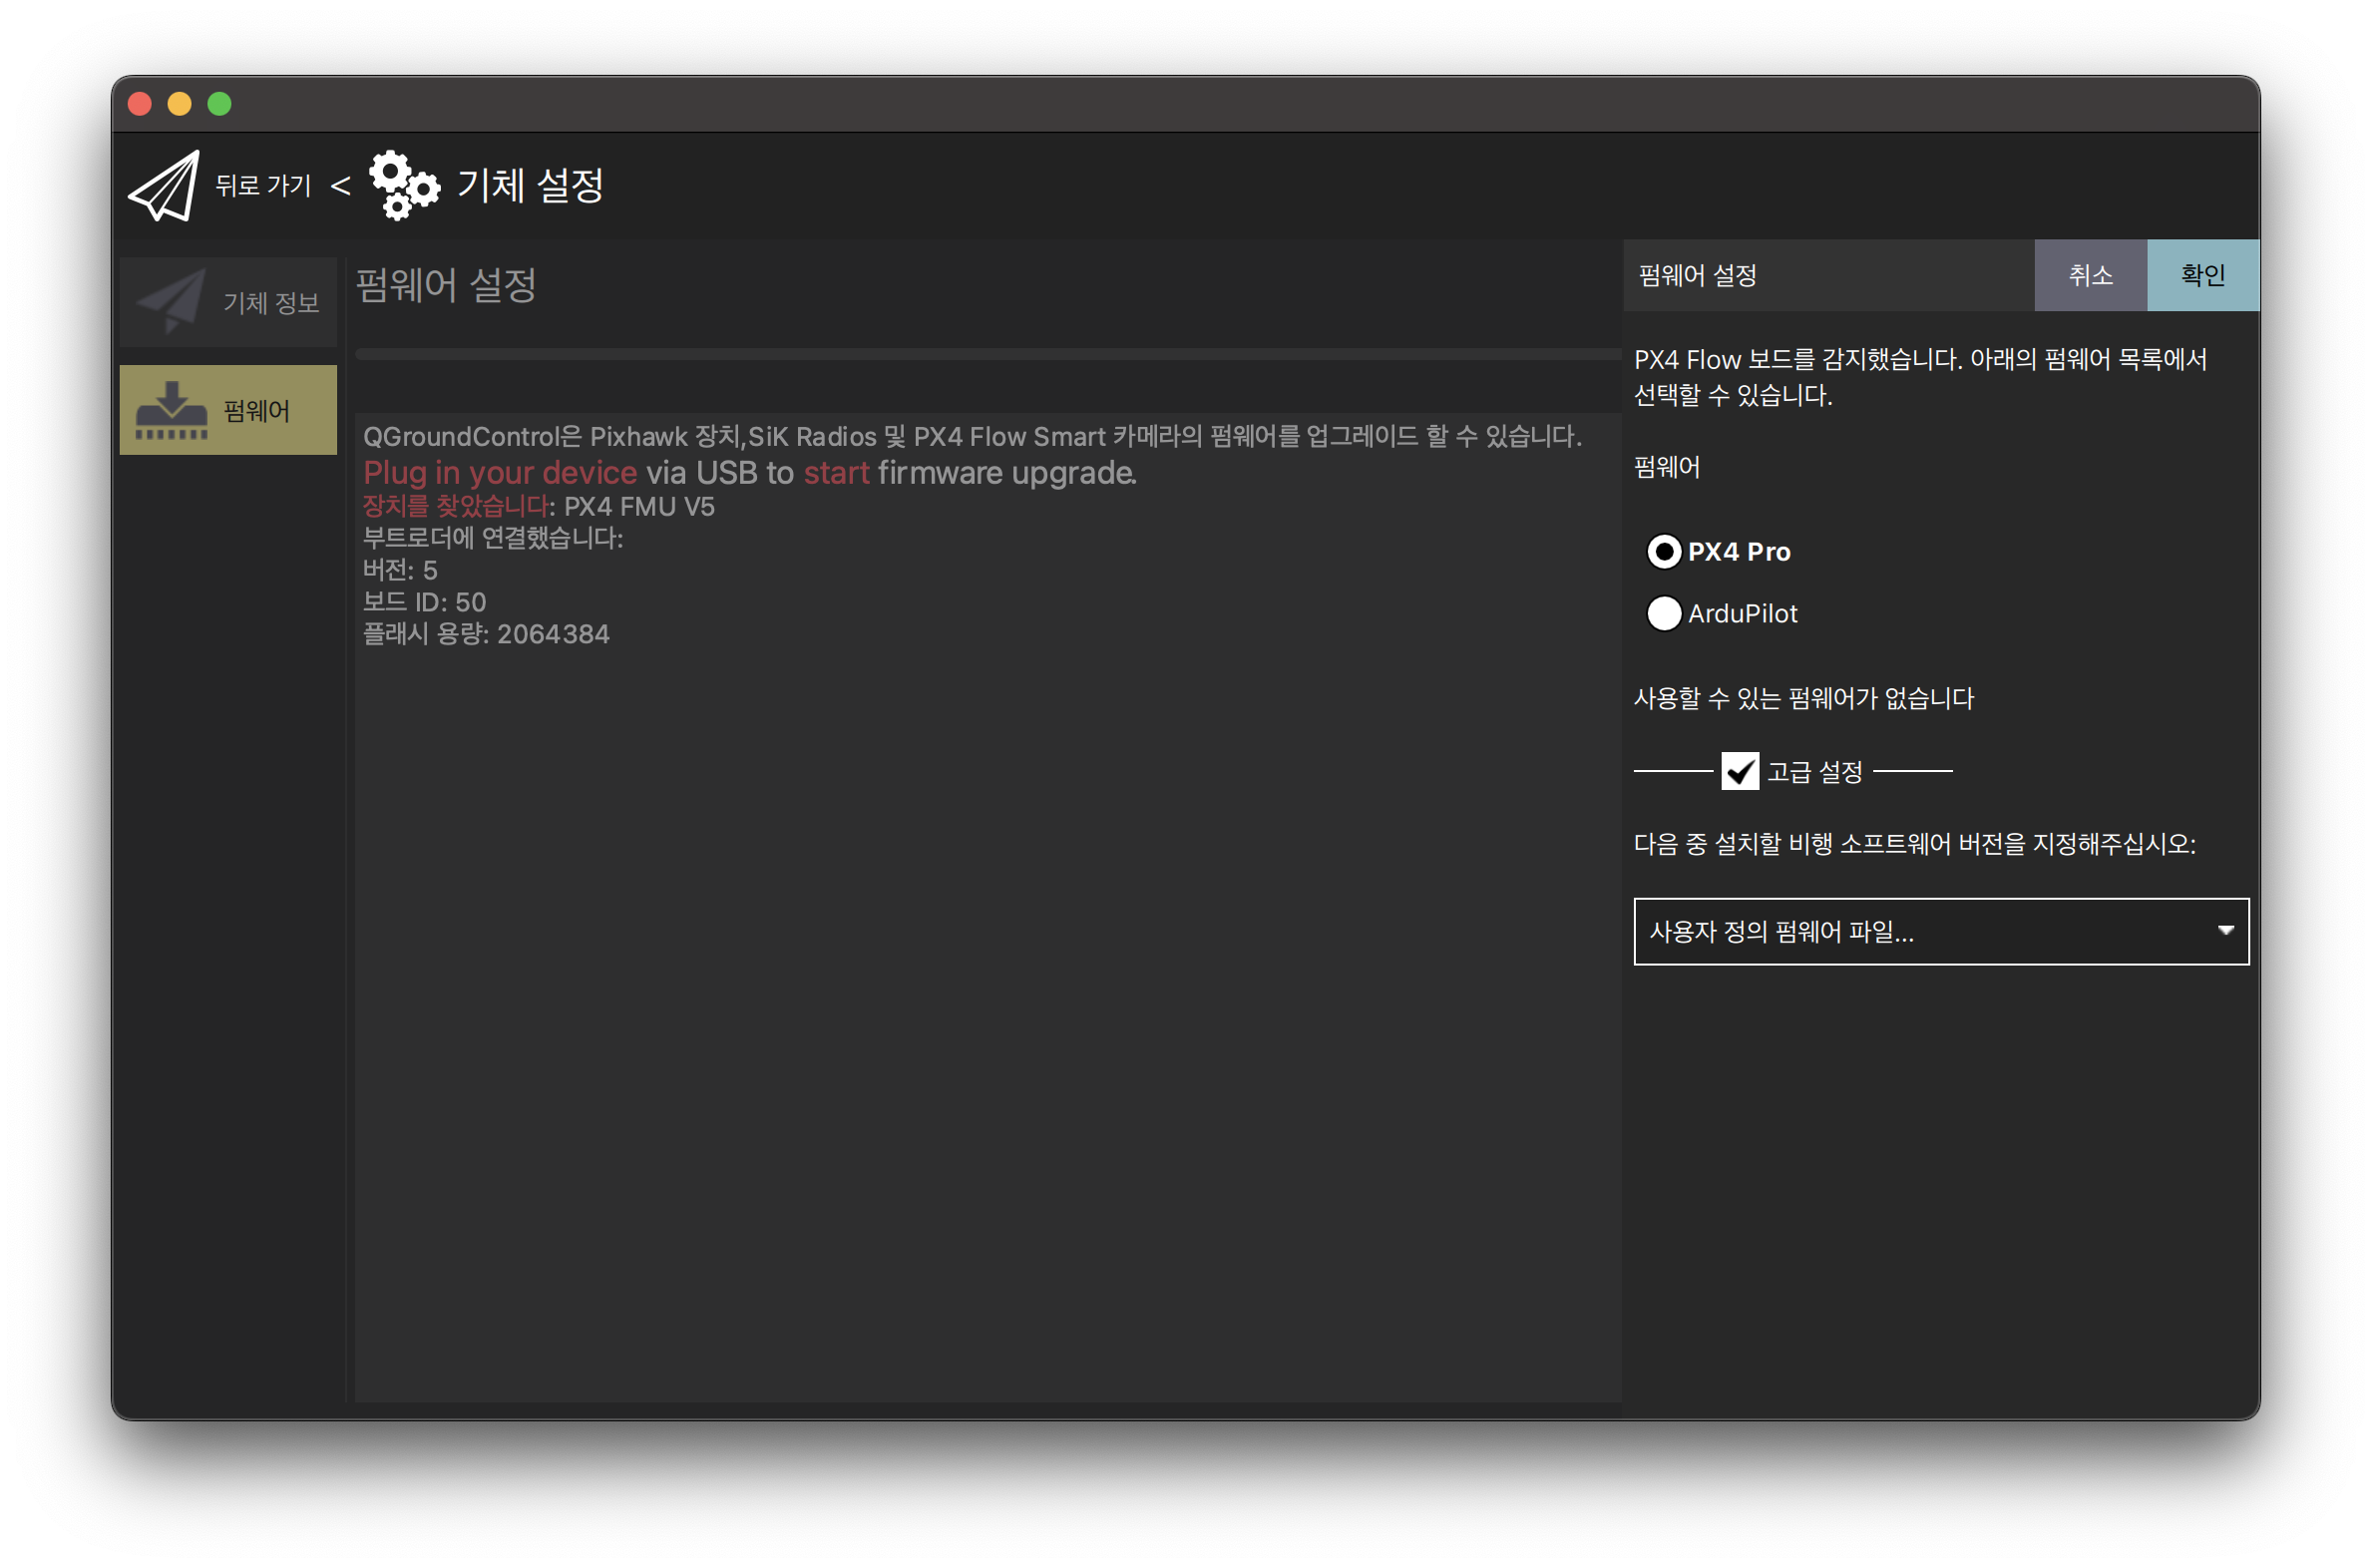 뒤로 가기 < 기체 설정
기체 정보
펌웨어
펌웨어 설정
QGroundControl은 Pixhawk 장치,SiK Radios 및 PX4 Flow Smart 카메라의 펌웨어를 업그레이드 할 수 있습니다.
Plug in your device via USB to start firmware upgrade.
장치를 찾았습니다: PX4 FMU V5
부트로더에 연결했습니다:
버전: 5
보드 ID: 50
플래시 용량: 2064384
펌웨어 설정
취소
확인
PX4 Flow 보드를 감지했습니다. 아래의 펌웨어 목록에서
선택할 수 있습니다.
펌웨어
PX4 Pro
ArduPilot
사용할 수 있는 펌웨어가 없습니다
고급 설정
다음 중 설치할 비행 소프트웨어 버전을 지정해주십시오:
사용자 정의 펌웨어 파일...